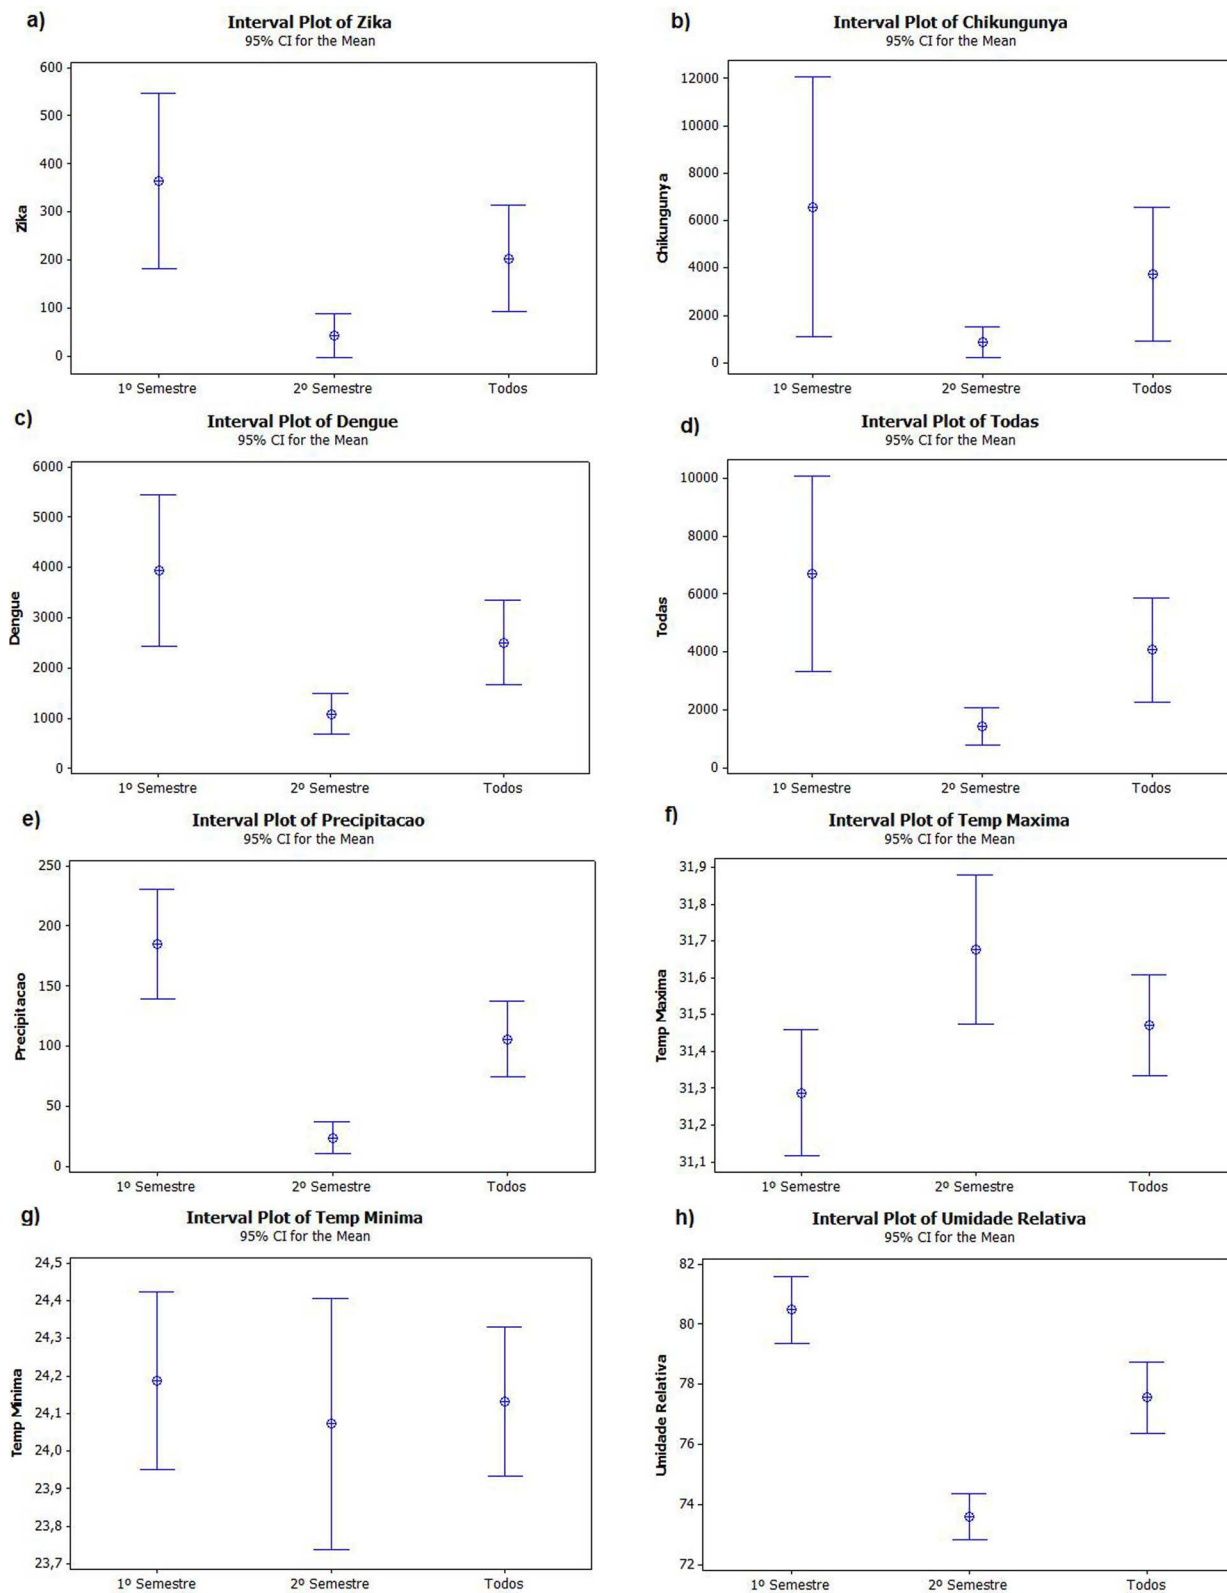 a)
Interval Plot of Zika
95% CI for the Mean
600
500
400
300
200
100
0
Zika
1º Semestre 2º Semestre Todos
b)
Interval Plot of Chikungunya
95% CI for the Mean
12000
10000
8000
6000
4000
2000
0
Chikungunya
1º Semestre 2º Semestre Todos
c)
Interval Plot of Dengue
95% CI for the Mean
6000
5000
4000
3000
2000
1000
0
Dengue
1º Semestre 2º Semestre Todos
d)
Interval Plot of Todas
95% CI for the Mean
10000
8000
6000
4000
2000
0
Todas
1º Semestre 2º Semestre Todos
e)
Interval Plot of Precipitacao
95% CI for the Mean
250
200
150
100
50
0
Precipitacao
1º Semestre 2º Semestre Todos
f)
Interval Plot of Temp Maxima
95% CI for the Mean
31,9
31,8
31,7
31,6
31,5
31,4
31,3
31,2
31,1
Temp Maxima
1º Semestre 2º Semestre Todos
g)
Interval Plot of Temp Minima
95% CI for the Mean
24,5
24,4
24,3
24,2
24,1
24,0
23,9
23,8
23,7
Temp Minima
1º Semestre 2º Semestre Todos
h)
Interval Plot of Umidade Relativa
95% CI for the Mean
82
80
78
76
74
72
Umidade Relativa
1º Semestre 2º Semestre Todos